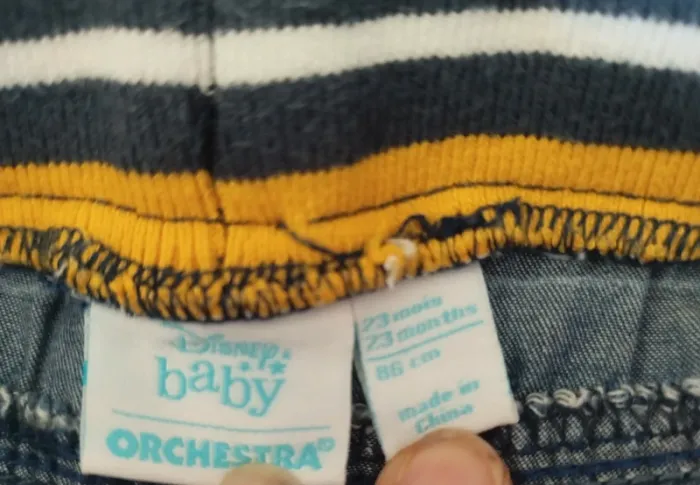 Disney
baby
ORCHESTRA®
23 mois
23 months
86 cm
made in
China